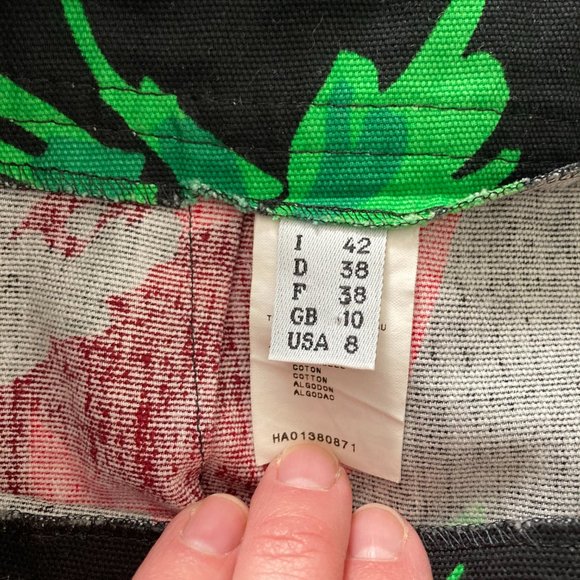 I 42
D 38
F 38
GB 10
USA 8
COTON
COTTON
ALGODON
ALGODAO
HA01380871